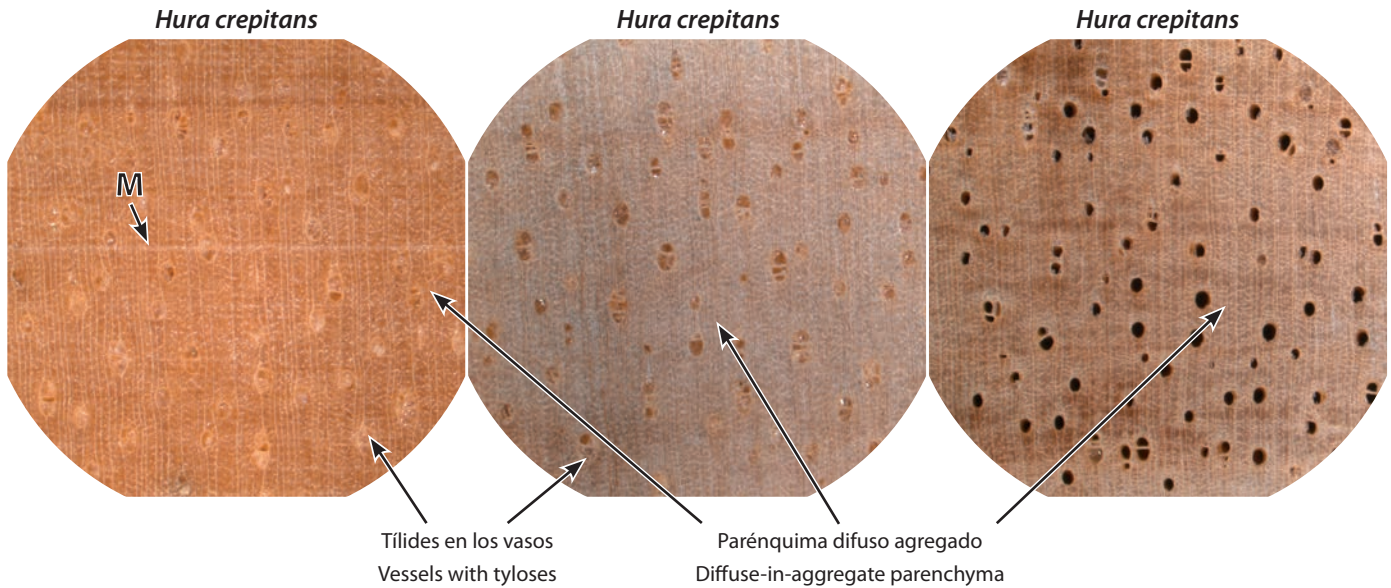 Hura crepitans
Hura crepitans
Hura crepitans
M
Tílides en los vasos
Vessels with tyloses
Parénquima difuso agregado
Diffuse-in-aggregate parenchyma